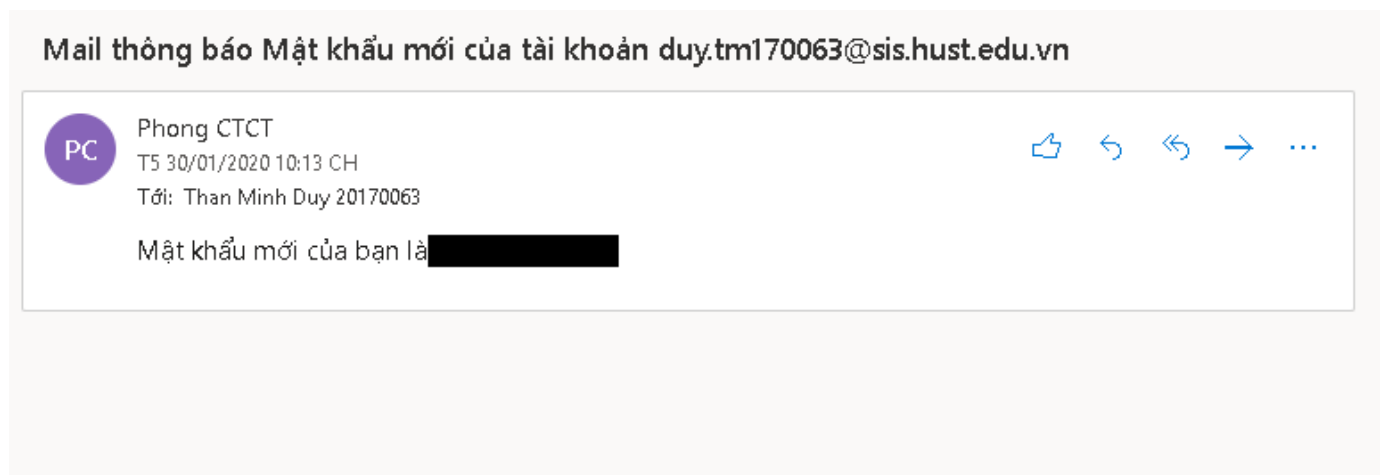 Mail thông báo Mật khẩu mới của tài khoản duy.tm170063@sis.hust.edu.vn
PC
Phong CTCT
T5 30/01/2020 10:13 CH
Tới: Than Minh Duy 20170063
Mật khẩu mới của bạn là